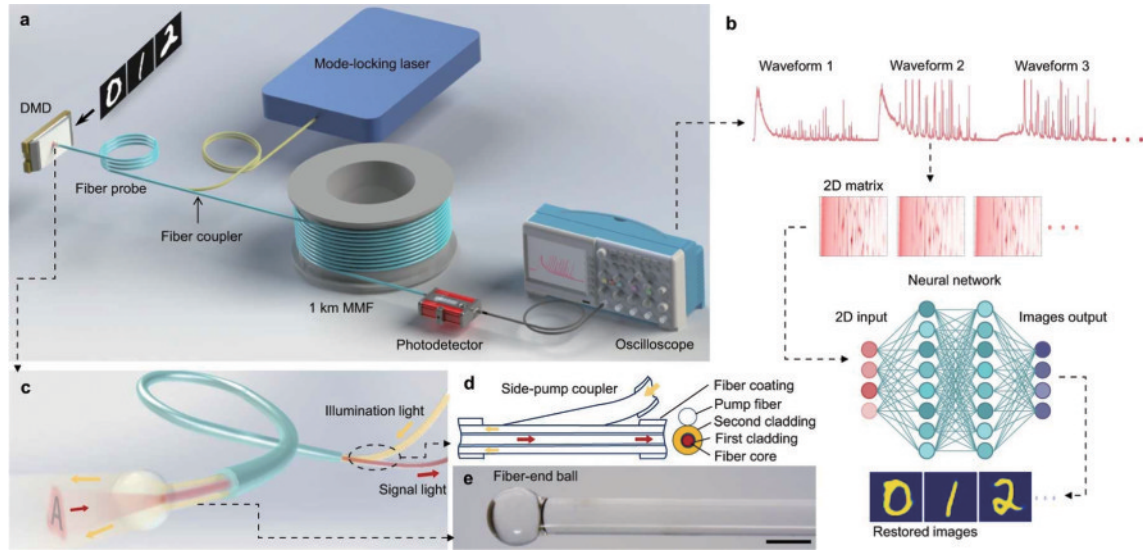 a
DMD
0 1 2
Mode-locking laser
Fiber probe
Fiber coupler
1 km MMF
Photodetector
Oscilloscope
b
Waveform 1
Waveform 2
Waveform 3
2D matrix
Neural network
2D input
Images output
0 1 2
Restored images
c
Illumination light
Signal light
A
d
Side-pump coupler
Fiber coating
Pump fiber
Second cladding
First cladding
Fiber core
e
Fiber-end ball